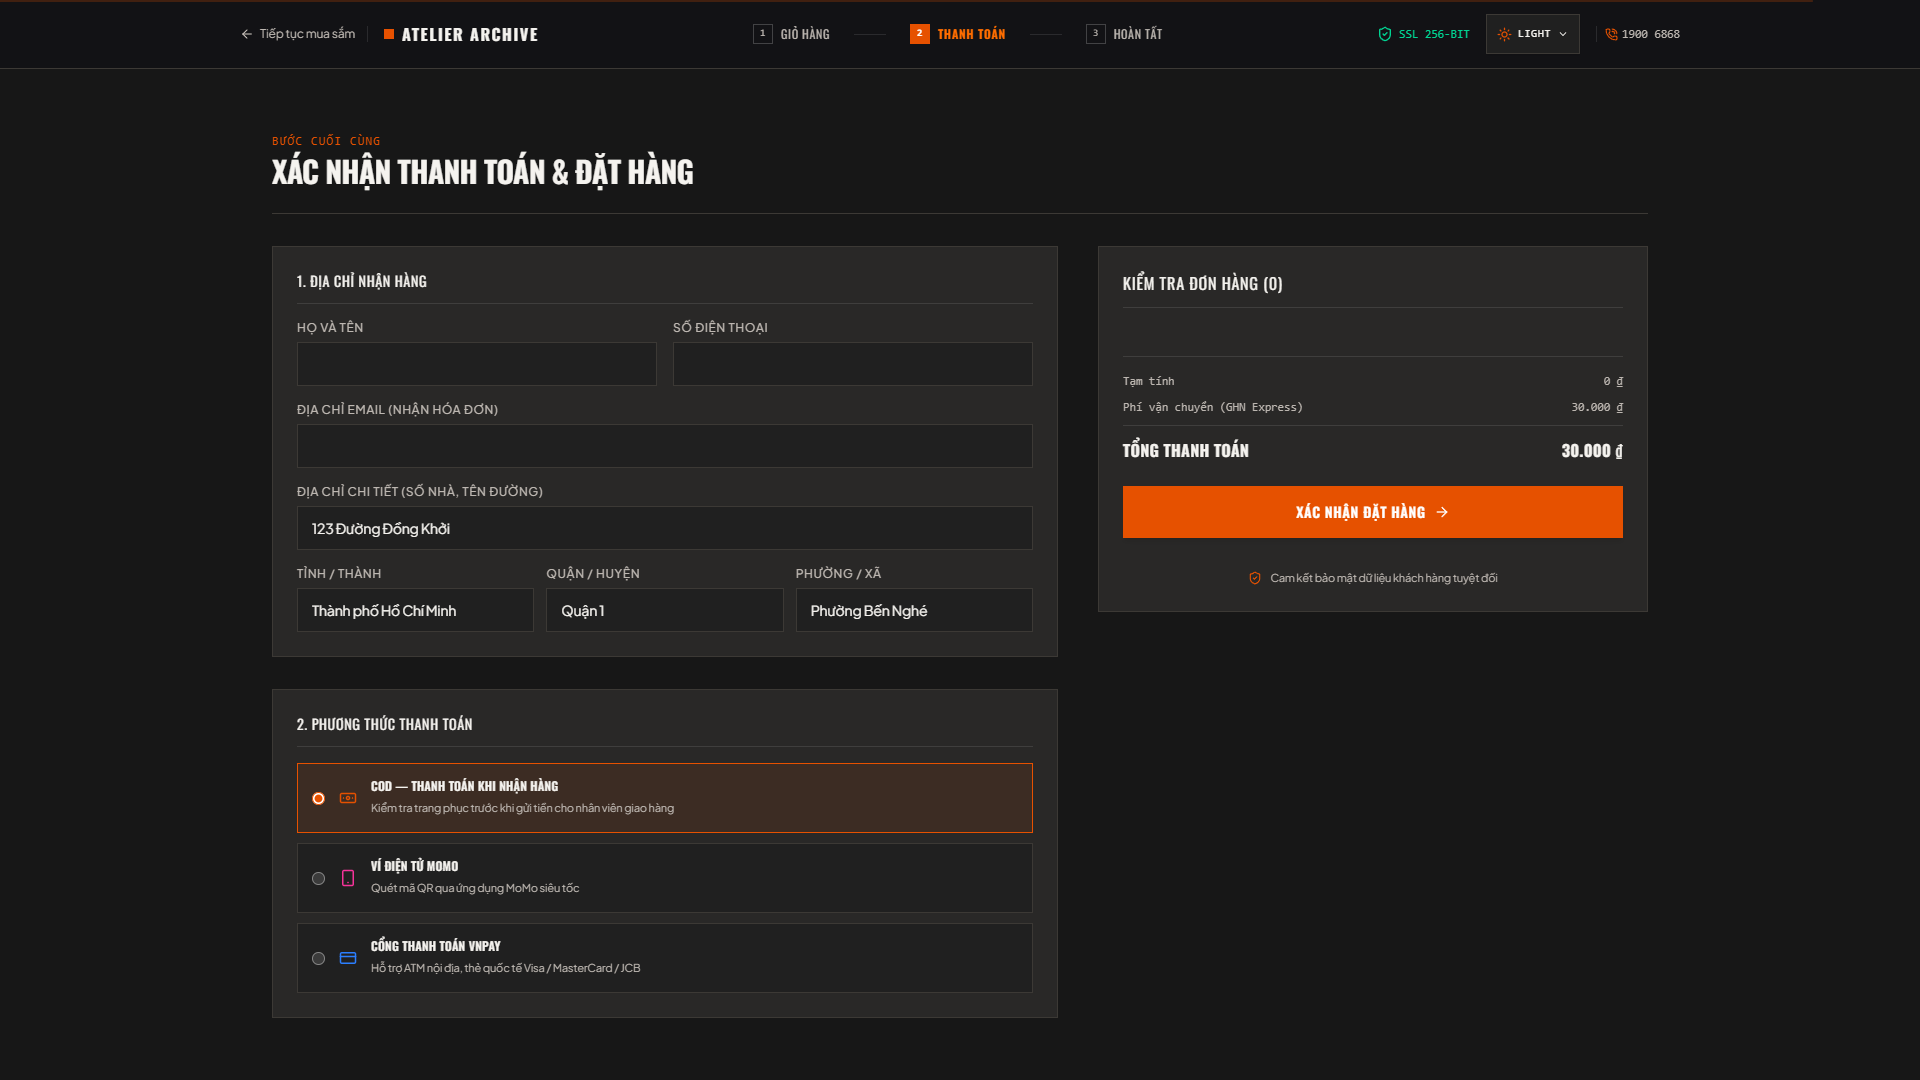 Tiếp tục mua sắm
ATELIER ARCHIVE
1 GIỎ HÀNG
2 THANH TOÁN
3 HOÀN TẤT
SSL 256-BIT
LIGHT
1900 6868
BƯỚC CUỐI CÙNG
XÁC NHẬN THANH TOÁN & ĐẶT HÀNG
1. ĐỊA CHỈ NHẬN HÀNG
HỌ VÀ TÊN
SỐ ĐIỆN THOẠI
ĐỊA CHỈ EMAIL (NHẬN HÓA ĐƠN)
ĐỊA CHỈ CHI TIẾT (SỐ NHÀ, TÊN ĐƯỜNG)
123 Đường Đồng Khởi
TỈNH / THÀNH
QUẬN / HUYỆN
PHƯỜNG / XÃ
Thành phố Hồ Chí Minh
Quận 1
Phường Bến Nghé
2. PHƯƠNG THỨC THANH TOÁN
COD — THANH TOÁN KHI NHẬN HÀNG
Kiểm tra trang phục trước khi gửi tiền cho nhân viên giao hàng
VÍ ĐIỆN TỬ MOMO
Quét mã QR qua ứng dụng MoMo siêu tốc
CỔNG THANH TOÁN VNPAY
Hỗ trợ ATM nội địa, thẻ quốc tế Visa / MasterCard / JCB
KIỂM TRA ĐƠN HÀNG (0)
Tạm tính 0 ₫
Phí vận chuyển (GHN Express) 30.000 ₫
TỔNG THANH TOÁN 30.000 ₫
XÁC NHẬN ĐẶT HÀNG
Cam kết bảo mật dữ liệu khách hàng tuyệt đối